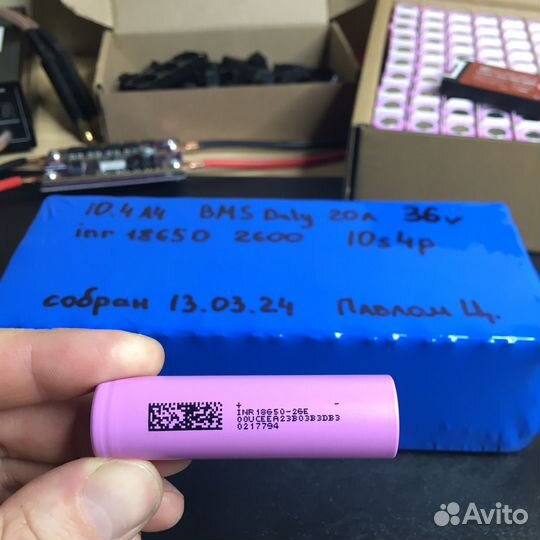 10.4 Ач BMS Daly 20A 36v
inr 18650 2600 10s4p
собран 13.03.24 Павлом Ц.
+ -
INR18650-26E
00UCEEA23B03B3DB3
0217794
Avito